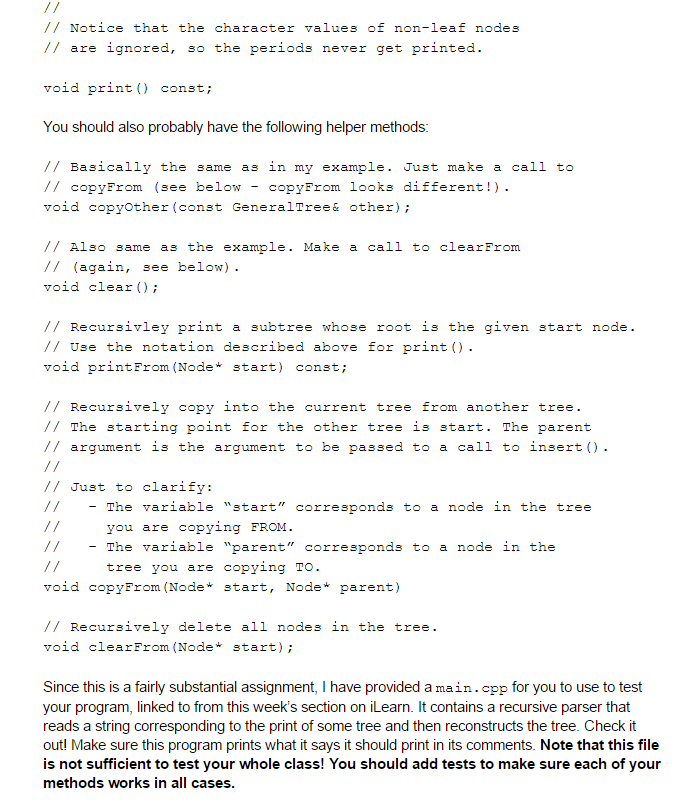 //
// Notice that the character values of non-leaf nodes
// are ignored, so the periods never get printed.
void print() const;
You should also probably have the following helper methods:
// Basically the same as in my example. Just make a call to
// copyFrom (see below - copyFrom looks different!).
void copyOther(const GeneralTree& other);
// Also same as the example. Make a call to clearFrom
// (again, see below).
void clear();
// Recursivley print a subtree whose root is the given start node.
// Use the notation described above for print().
void printFrom(Node* start) const;
// Recursively copy into the current tree from another tree.
// The starting point for the other tree is start. The parent
// argument is the argument to be passed to a call to insert().
//
// Just to clarify:
// - The variable “start” corresponds to a node in the tree
// you are copying FROM.
// - The variable “parent” corresponds to a node in the
// tree you are copying TO.
void copyFrom(Node* start, Node* parent)
// Recursively delete all nodes in the tree.
void clearFrom(Node* start);
Since this is a fairly substantial assignment, I have provided a main.cpp for you to use to test
your program, linked to from this week's section on iLearn. It contains a recursive parser that
reads a string corresponding to the print of some tree and then reconstructs the tree. Check it
out! Make sure this program prints what it says it should print in its comments. Note that this file
is not sufficient to test your whole class! You should add tests to make sure each of your
methods works in all cases.